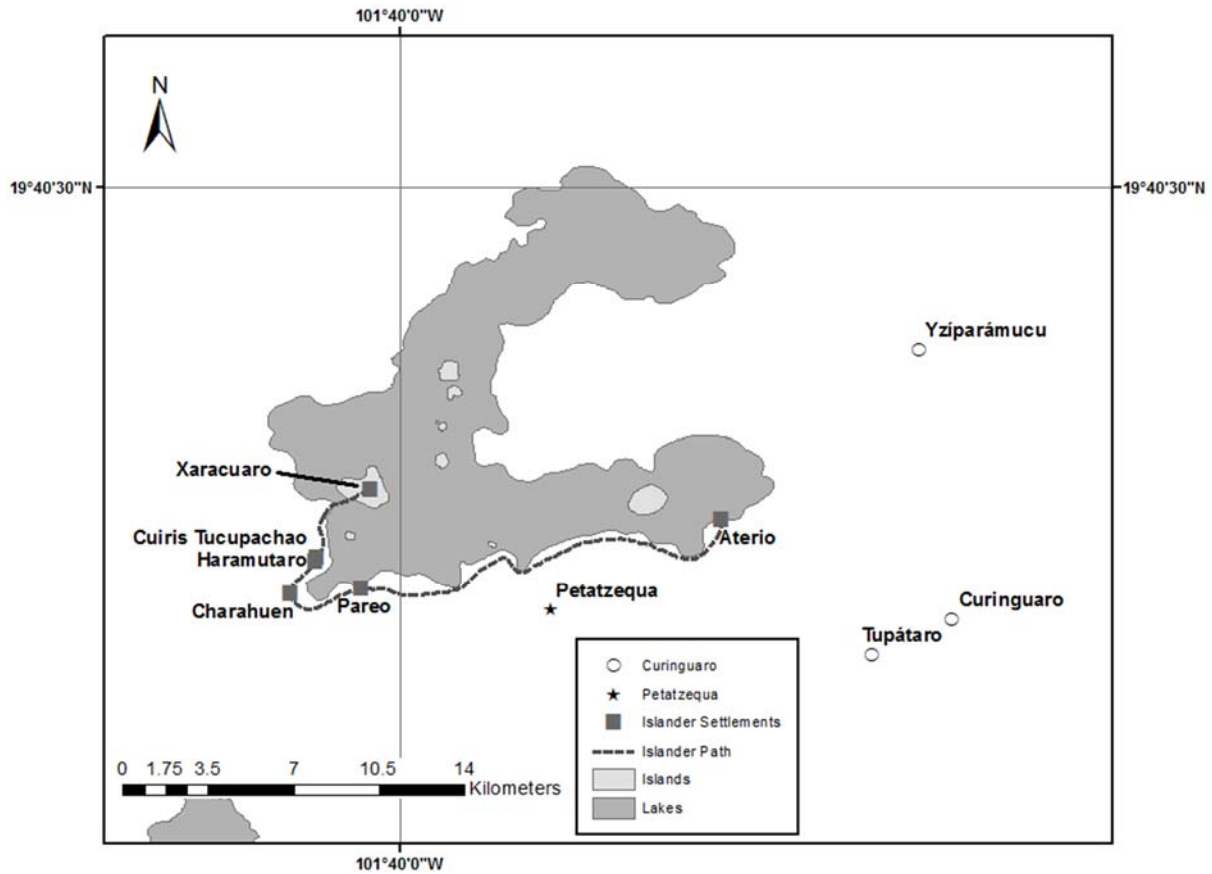 101°40'0"W
N
19°40'30"N
19°40'30"N
Yzíparámucu
Xaracuaro
Cuiris Tucupachao
Haramutaro
Aterio
Charahuen
Pareo
Petatzequa
Curinguaro
Tupátaro
Curinguaro
Petatzequa
Islander Settlements
Islander Path
Islands
Lakes
0 1.75 3.5 7 10.5 14
Kilometers
101°40'0"W